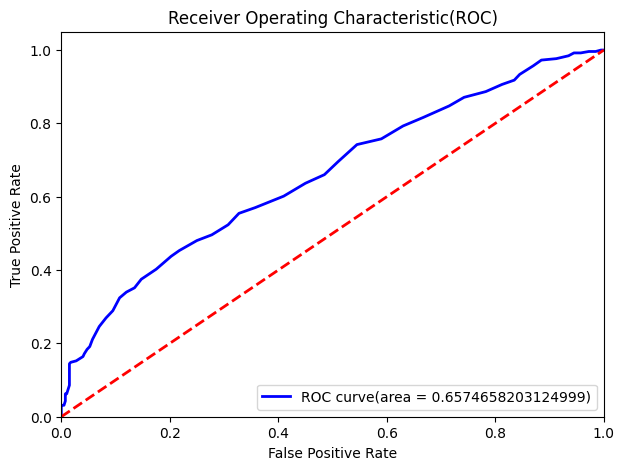 Receiver Operating Characteristic(ROC)
True Positive Rate
1.0
0.8
0.6
0.4
0.2
0.0
ROC curve(area = 0.6574658203124999)
0.0 0.2 0.4 0.6 0.8 1.0
False Positive Rate